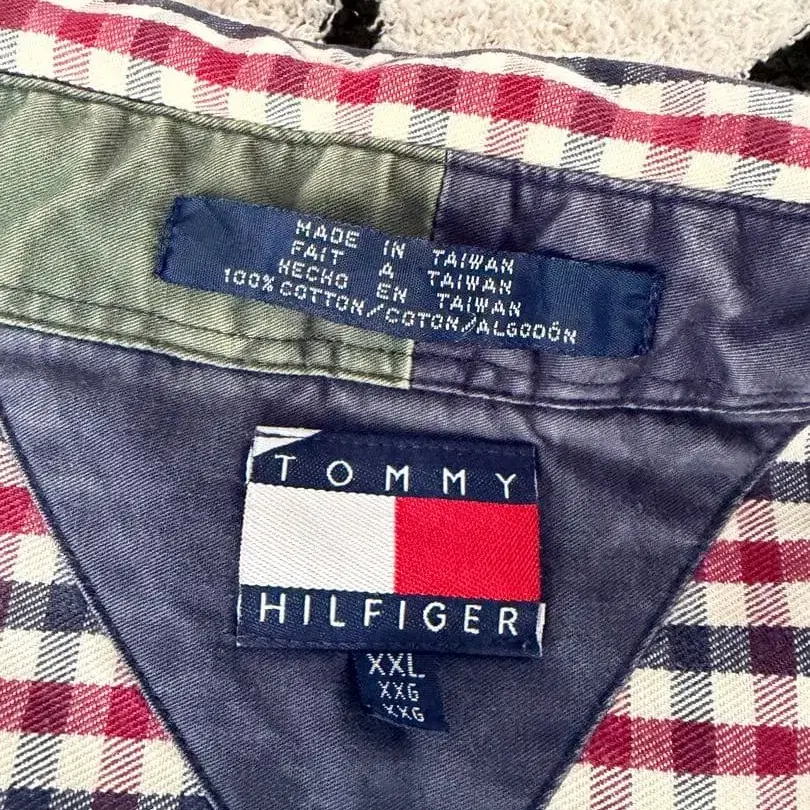 MADE IN TAIWAN
FAIT A TAIWAN
HECHO EN TAIWAN
100% COTTON/COTON/ALGODÓN
TOMMY
HILFIGER
XXL
XXG
XXG